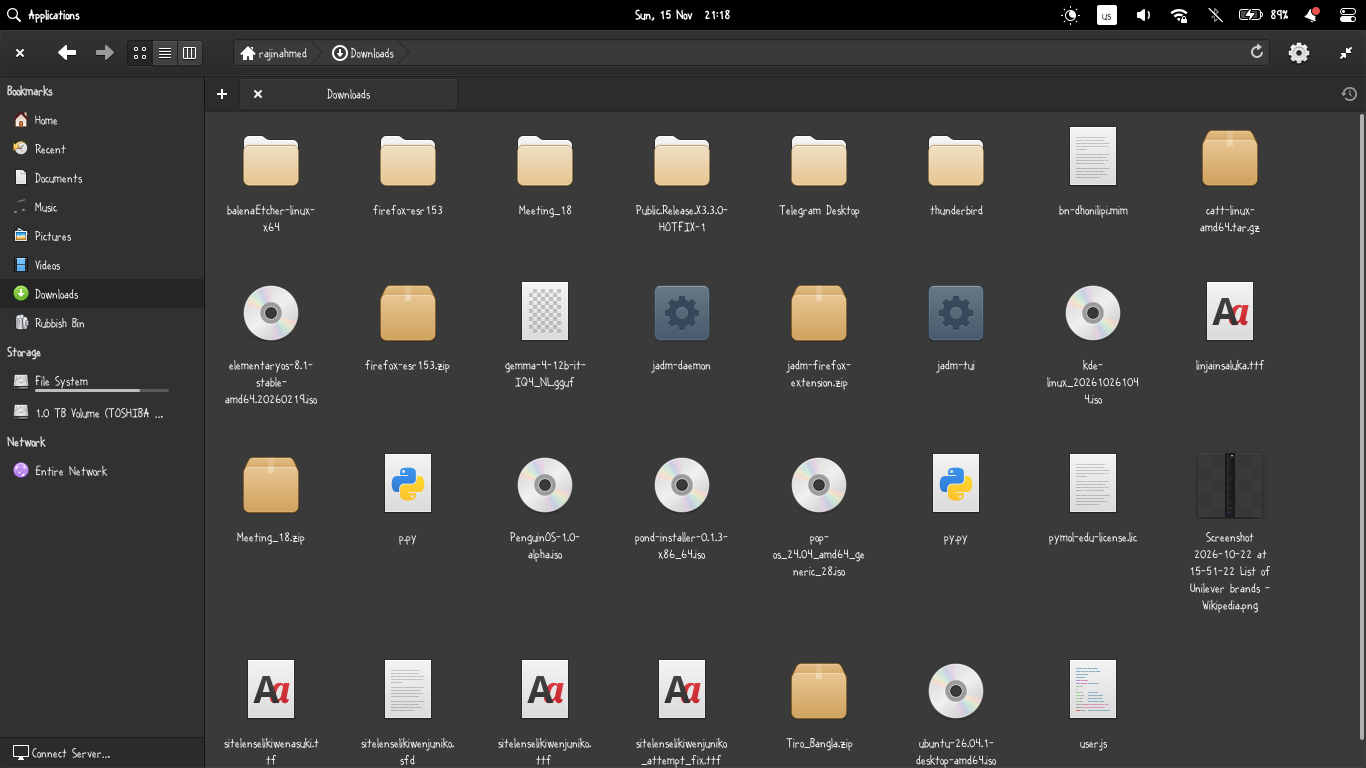 Applications
Sun, 15 Nov 21:18
us
89%
rajinahmed
Downloads
Bookmarks
Home
Recent
Documents
Music
Pictures
Videos
Downloads
Rubbish Bin
Storage
File System
1.0 TB Volume (TOSHIBA ...
Network
Entire Network
Connect Server...
Downloads
balenaEtcher-linux-
x64
firefox-esr153
Meeting_18
Public.Release.X3.3.0-
HOTFIX-1
Telegram Desktop
thunderbird
bn-dhonilipi.mim
catt-linux-
amd64.tar.gz
elementaryos-8.1-
stable-
amd64.20260219.iso
firefox-esr153.zip
gemma-4-12b-it-
IQ4_NL.gguf
jadm-daemon
jadm-firefox-
extension.zip
jadm-tui
kde-
linux_20261026104
4.iso
linjainsaluka.ttf
Meeting_18.zip
p.py
PenguinOS-1.0-
alpha.iso
pond-installer-0.1.3-
x86_64.iso
pop-
os_24.04_amd64_ge
neric_28.iso
py.py
pymol-edu-license.lic
Screenshot
2026-10-22 at
15-51-22 List of
Unilever brands -
Wikipedia.png
sitelenselikiwenasuki.t
tf
sitelenselikiwenjuniko.
sfd
sitelenselikiwenjuniko.
ttf
sitelenselikiwenjuniko
_attempt_fix.ttf
Tiro_Bangla.zip
ubuntu-26.04.1-
desktop-amd64.iso
user.js